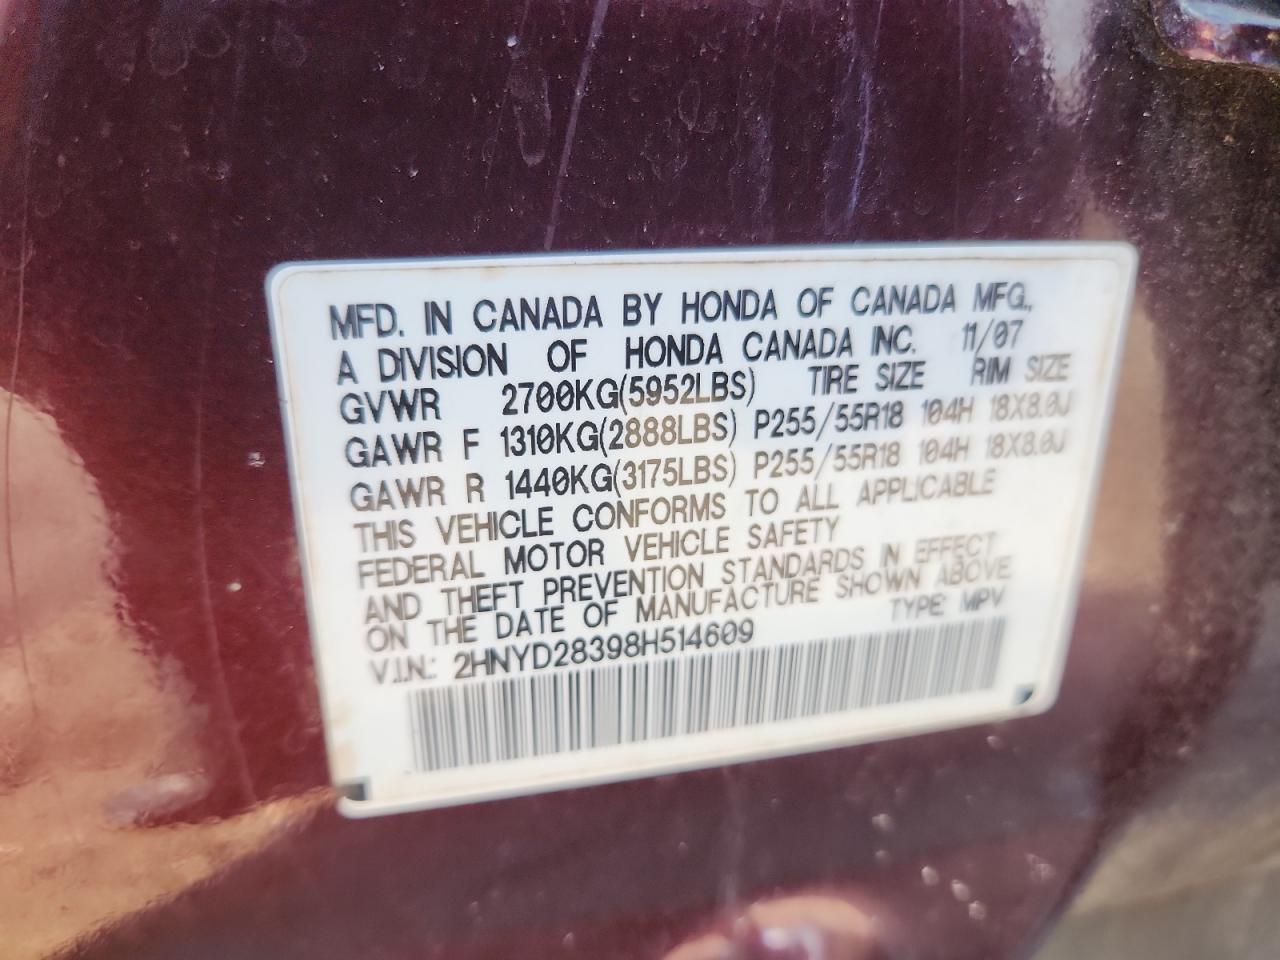 MFD. IN CANADA BY HONDA OF CANADA MFG.,
A DIVISION OF HONDA CANADA INC. 11/07
GVWR 2700KG(5952LBS) TIRE SIZE RIM SIZE
GAWR F 1310KG(2888LBS) P255/55R18 104H 18X8.0J
GAWR R 1440KG(3175LBS) P255/55R18 104H 18X8.0J
THIS VEHICLE CONFORMS TO ALL APPLICABLE
FEDERAL MOTOR VEHICLE SAFETY
AND THEFT PREVENTION STANDARDS IN EFFECT
ON THE DATE OF MANUFACTURE SHOWN ABOVE
V.I.N.: 2HNYD28398H514609 TYPE: MPV